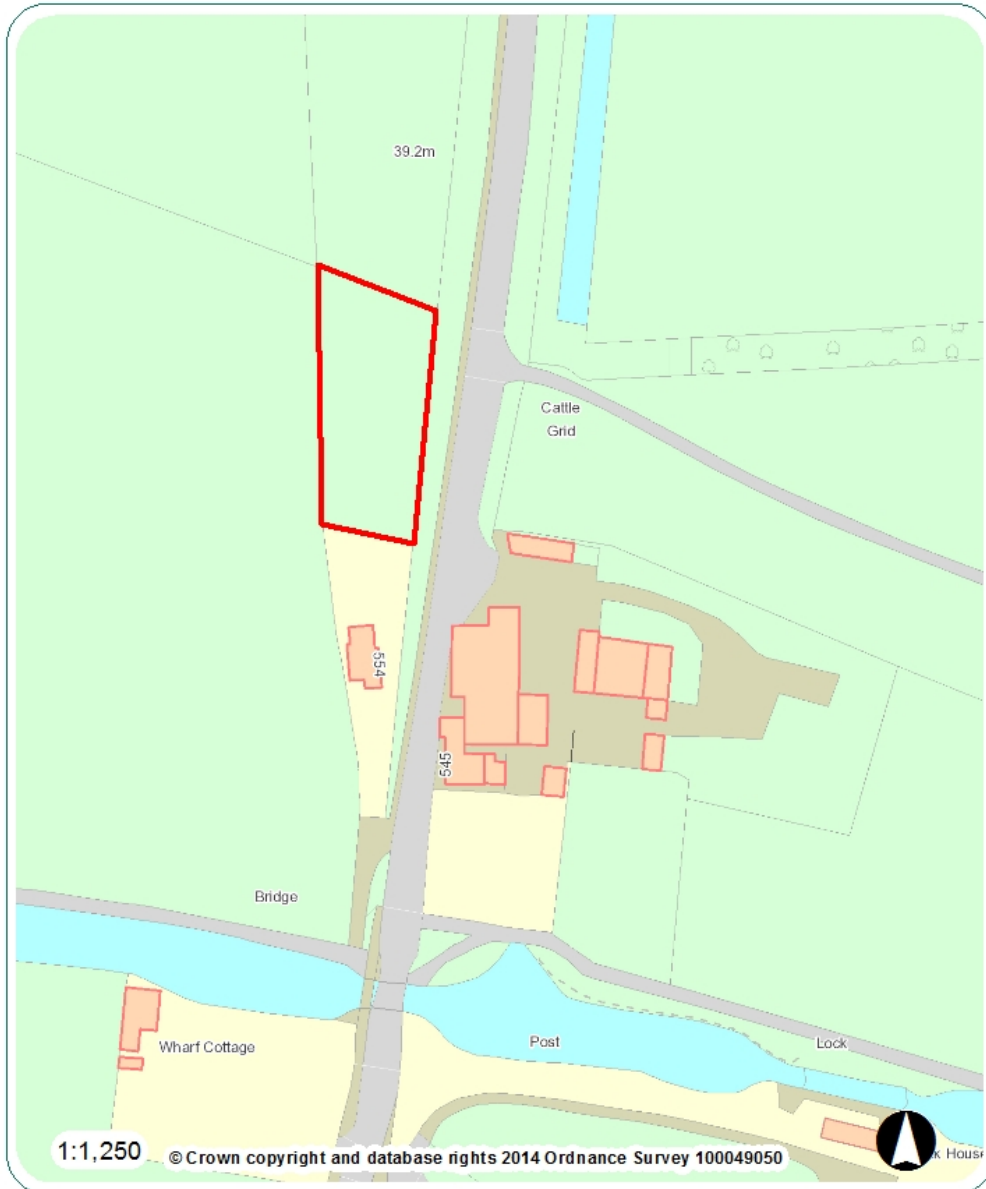 39.2m
Cattle
Grid
554
545
Bridge
Wharf Cottage
Post
Lock
k House
1:1,250
© Crown copyright and database rights 2014 Ordnance Survey 100049050